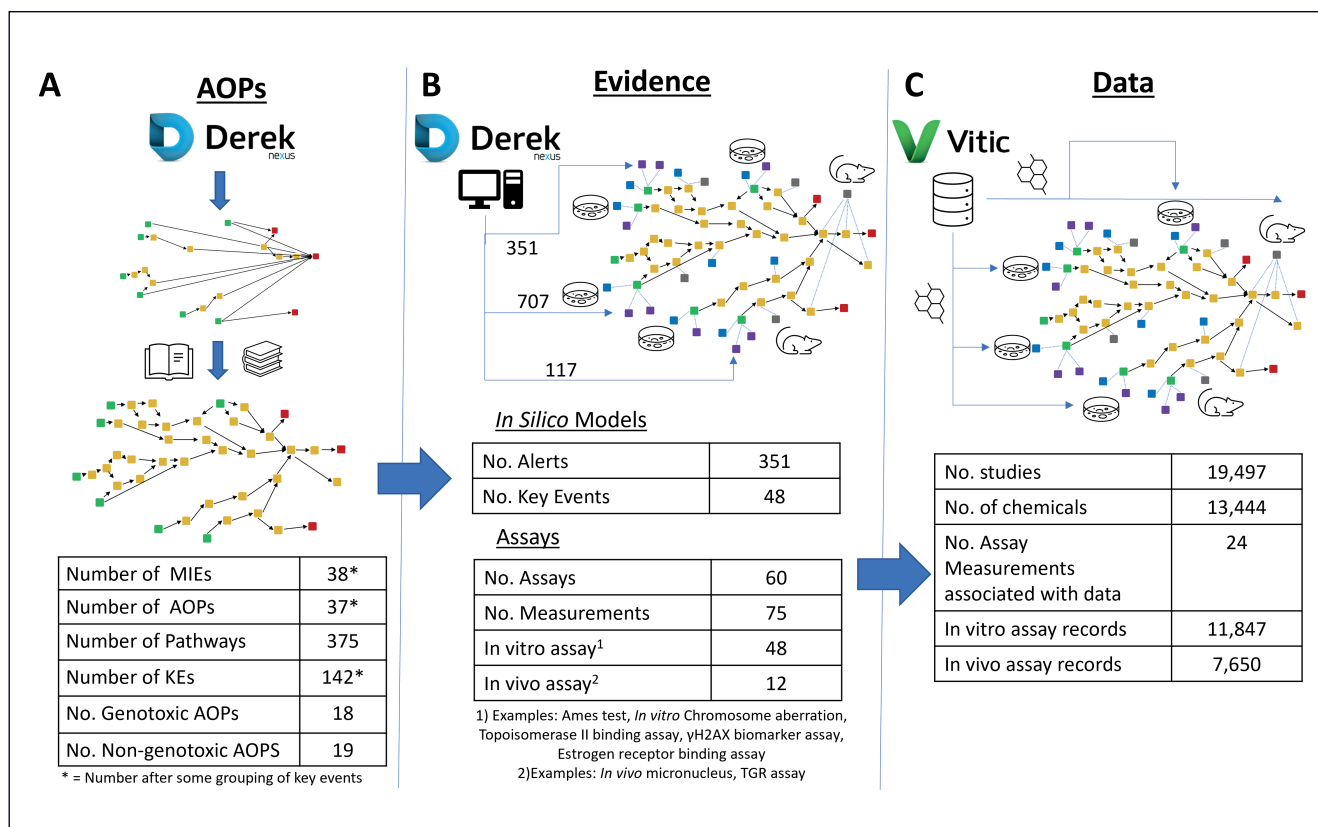 A
AOPs
Derek
nexus
Number of MIEs 38*
Number of  AOPs 37*
Number of Pathways 375
Number of KEs 142*
No. Genotoxic AOPs 18
No. Non-genotoxic AOPS 19
* = Number after some grouping of key events
B
Evidence
Derek
nexus
351
707
117
In Silico Models
No. Alerts 351
No. Key Events 48
Assays
No. Assays 60
No. Measurements 75
In vitro assay1 48
In vivo assay2 12
1) Examples: Ames test, In vitro Chromosome aberration,
Topoisomerase II binding assay, γH2AX biomarker assay,
Estrogen receptor binding assay
2)Examples: In vivo micronucleus, TGR assay
C
Data
Vitic
No. studies 19,497
No. of chemicals 13,444
No. Assay 24
Measurements
associated with data
In vitro assay records 11,847
In vivo assay records 7,650